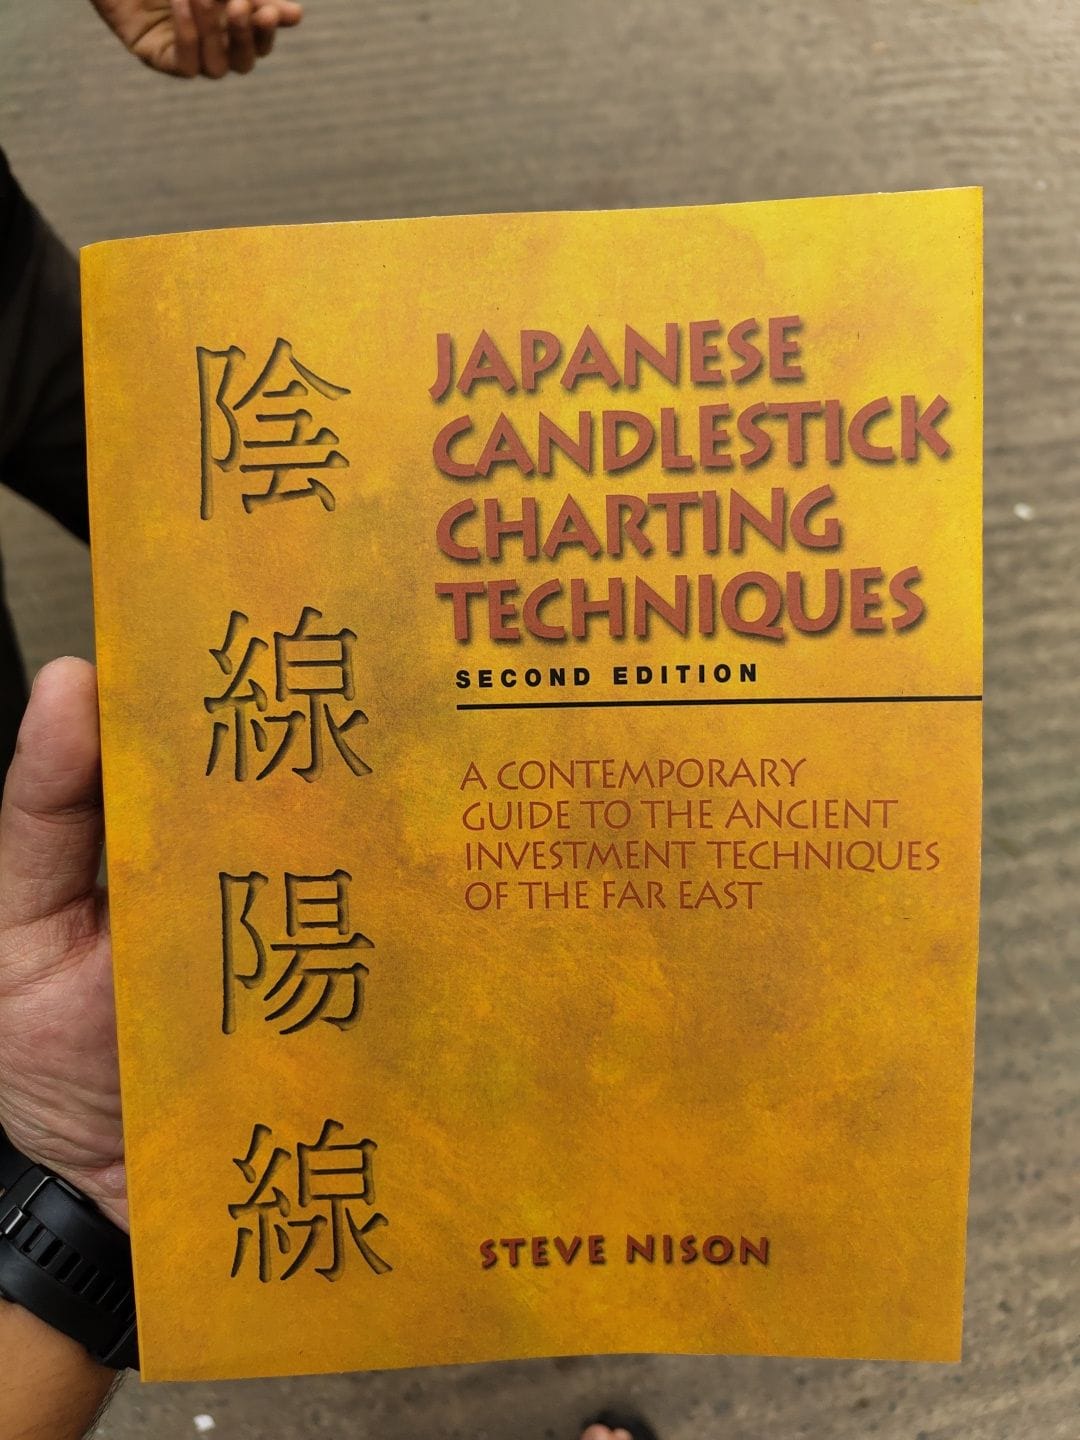 陰線陽線
JAPANESE
CANDLESTICK
CHARTING
TECHNIQUES
SECOND EDITION
A CONTEMPORARY
GUIDE TO THE ANCIENT
INVESTMENT TECHNIQUES
OF THE FAR EAST
STEVE NISON